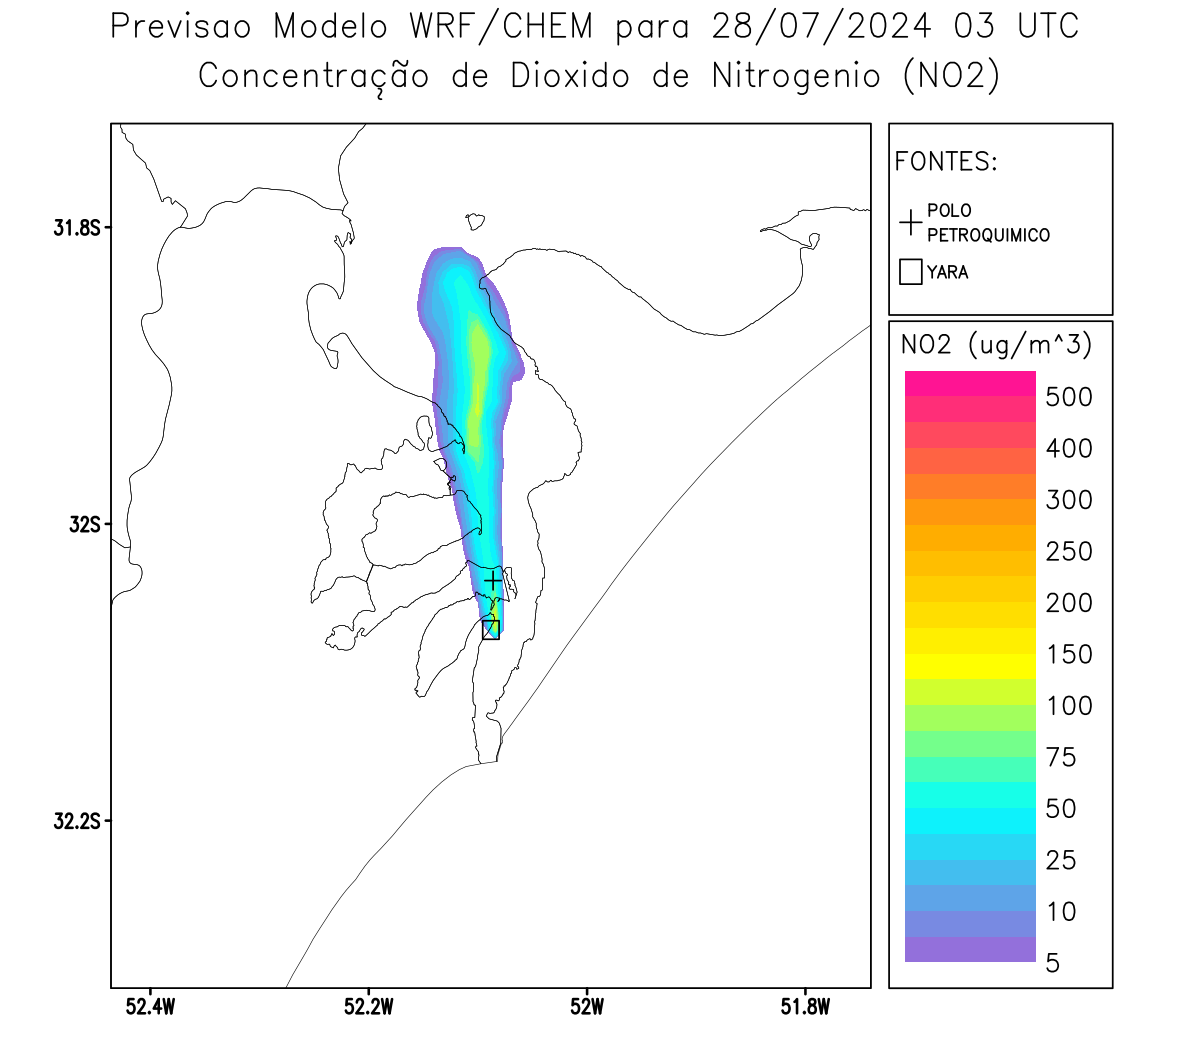 Previsao Modelo WRF/CHEM para 28/07/2024 03 UTC
Concentração de Dioxido de Nitrogenio (NO2)
FONTES:
POLO
PETROQUIMICO
YARA
NO2 (ug/m^3)
500
400
300
250
200
150
100
75
50
25
10
5
31.8S
32S
32.2S
52.4W
52.2W
52W
51.8W